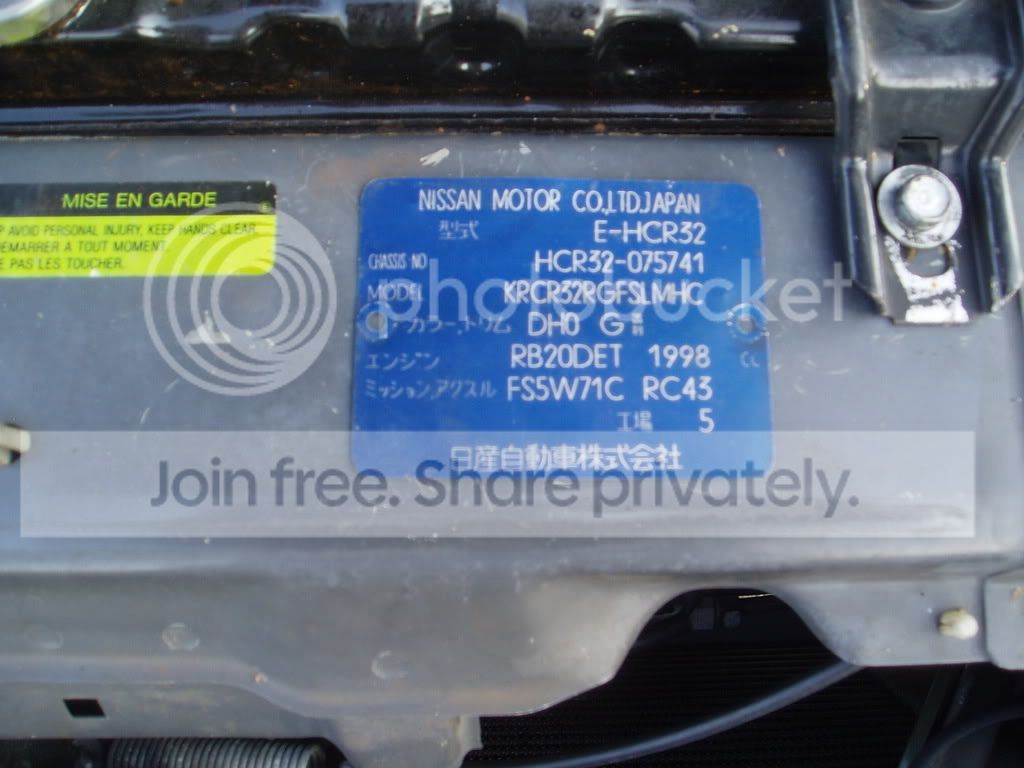 MISE EN GARDE
AVOID PERSONAL INJURY, KEEP HANDS CLEAR.
DEMARRER A TOUT MOMENT.
PAS LES TOUCHER.
NISSAN MOTOR CO.,LTD.JAPAN
型式 E-HCR32
CHASSIS NO HCR32-075741
MODEL KRCR32RGFSLMHC
カラー,トリム DH0 G
エンジン RB20DET 1998 CC
ミッション,アクスル FS5W71C RC43
工場 5
日産自動車株式会社
photobucket
Join free. Share privately.